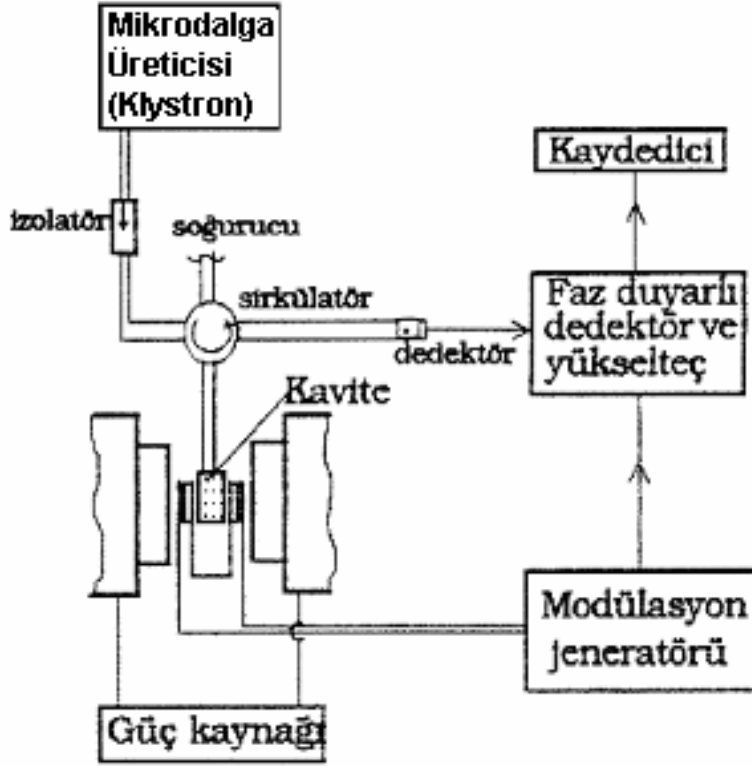 Mikrodalga
Üreticisi
(Klystron)
Kaydedici
izolatör
soğurucu
sirkülatör
Faz duyarlı
dedektör ve
yükselteç
dedektör
Kavite
Modülasyon
jeneratörü
Güç kaynağı